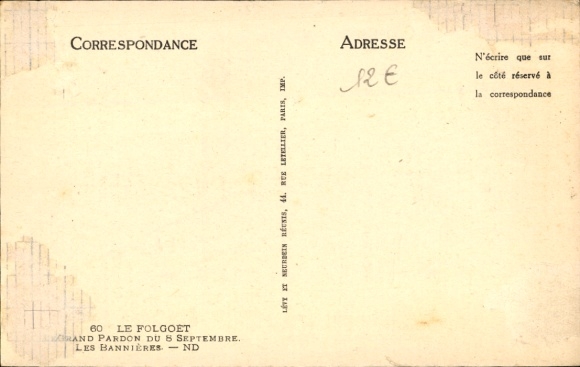 CORRESPONDANCE
ADRESSE
N'écrire que sur
le côté réservé à
la correspondance
12€
LÉVY ET NEURDEIN RÉUNIS, 44, RUE LETELLIER, PARIS, IMP.
60 LE FOLGOËT
GRAND PARDON DU 8 SEPTEMBRE.
LES BANNIÈRES. — ND